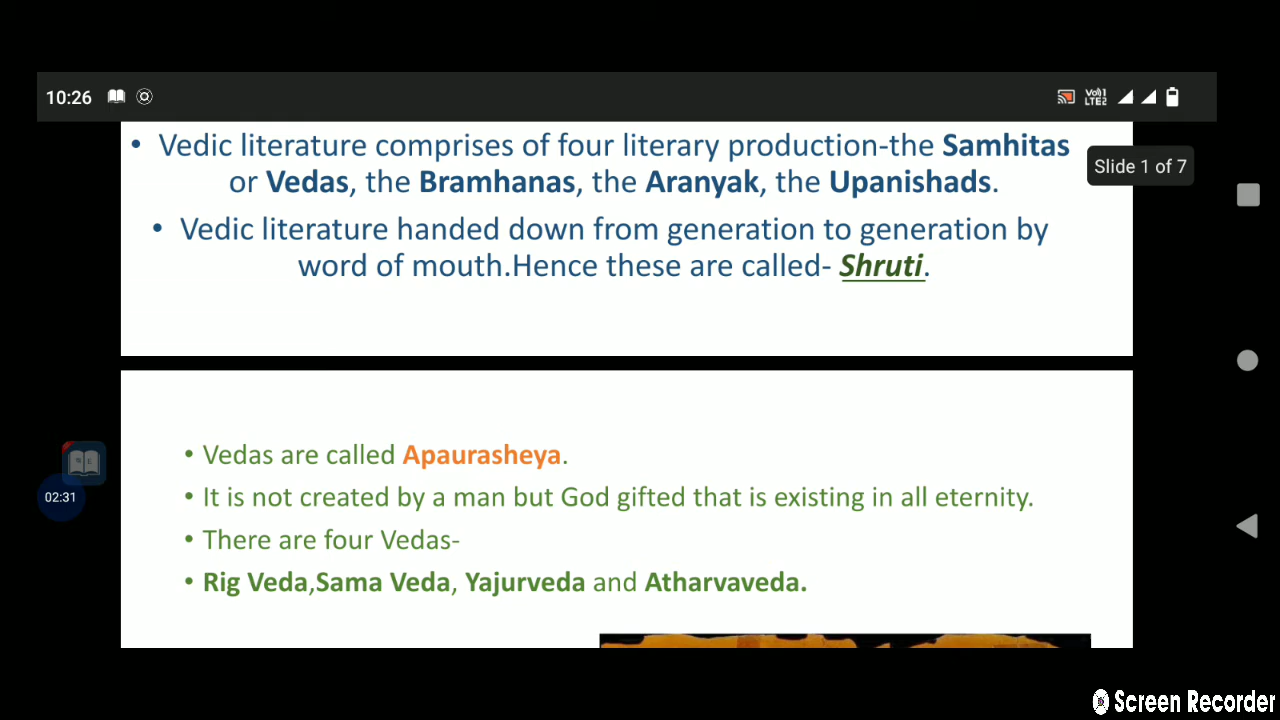 10:26
Vo)) 1
LTE2
• Vedic literature comprises of four literary production-the Samhitas
or Vedas, the Bramhanas, the Aranyak, the Upanishads.
Slide 1 of 7
• Vedic literature handed down from generation to generation by
word of mouth.Hence these are called- Shruti.
• Vedas are called Apaurasheya.
• It is not created by a man but God gifted that is existing in all eternity.
02:31
• There are four Vedas-
• Rig Veda,Sama Veda, Yajurveda and Atharvaveda.
Screen Recorder